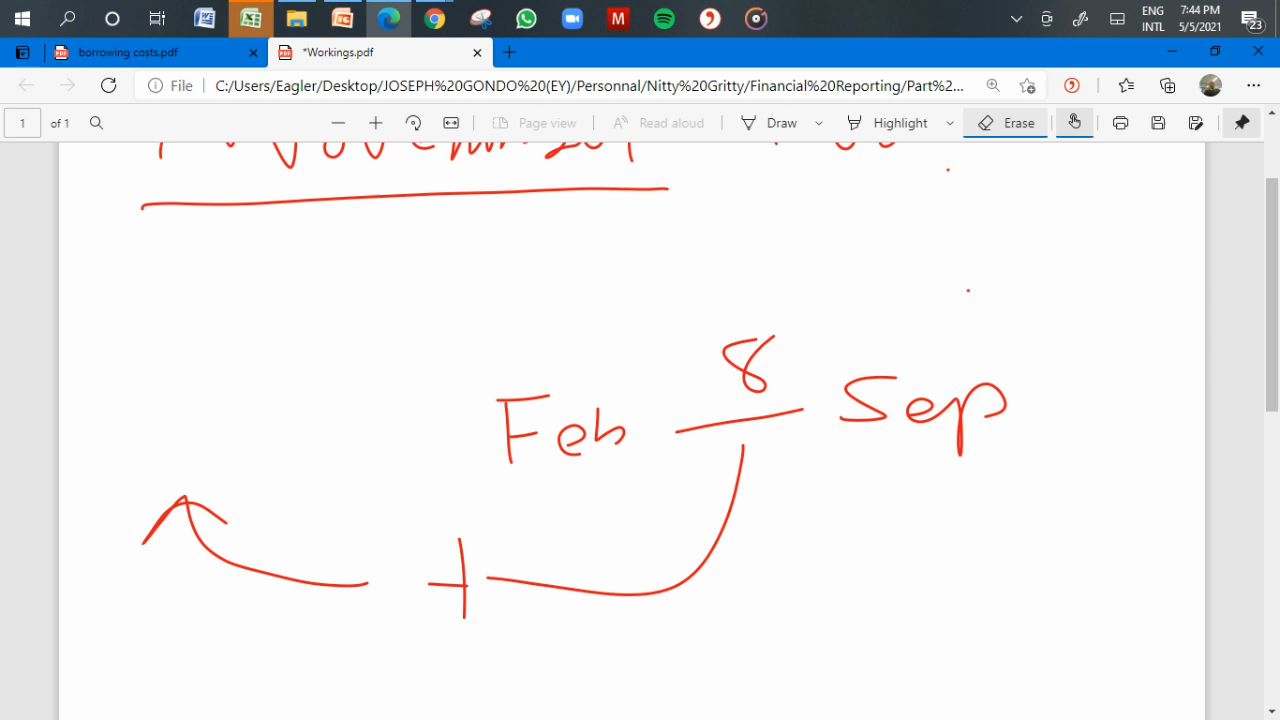 7:44 PM
ENG
INTL
5/5/2021
23
borrowing costs.pdf
*Workings.pdf
File
C:/Users/Eagler/Desktop/JOSEPH%20GONDO%20(EY)/Personnal/Nitty%20Gritty/Financial%20Reporting/Part%2...
1 of 1
Page view
Read aloud
Draw
Highlight
Erase
8
Feb — Sep
+